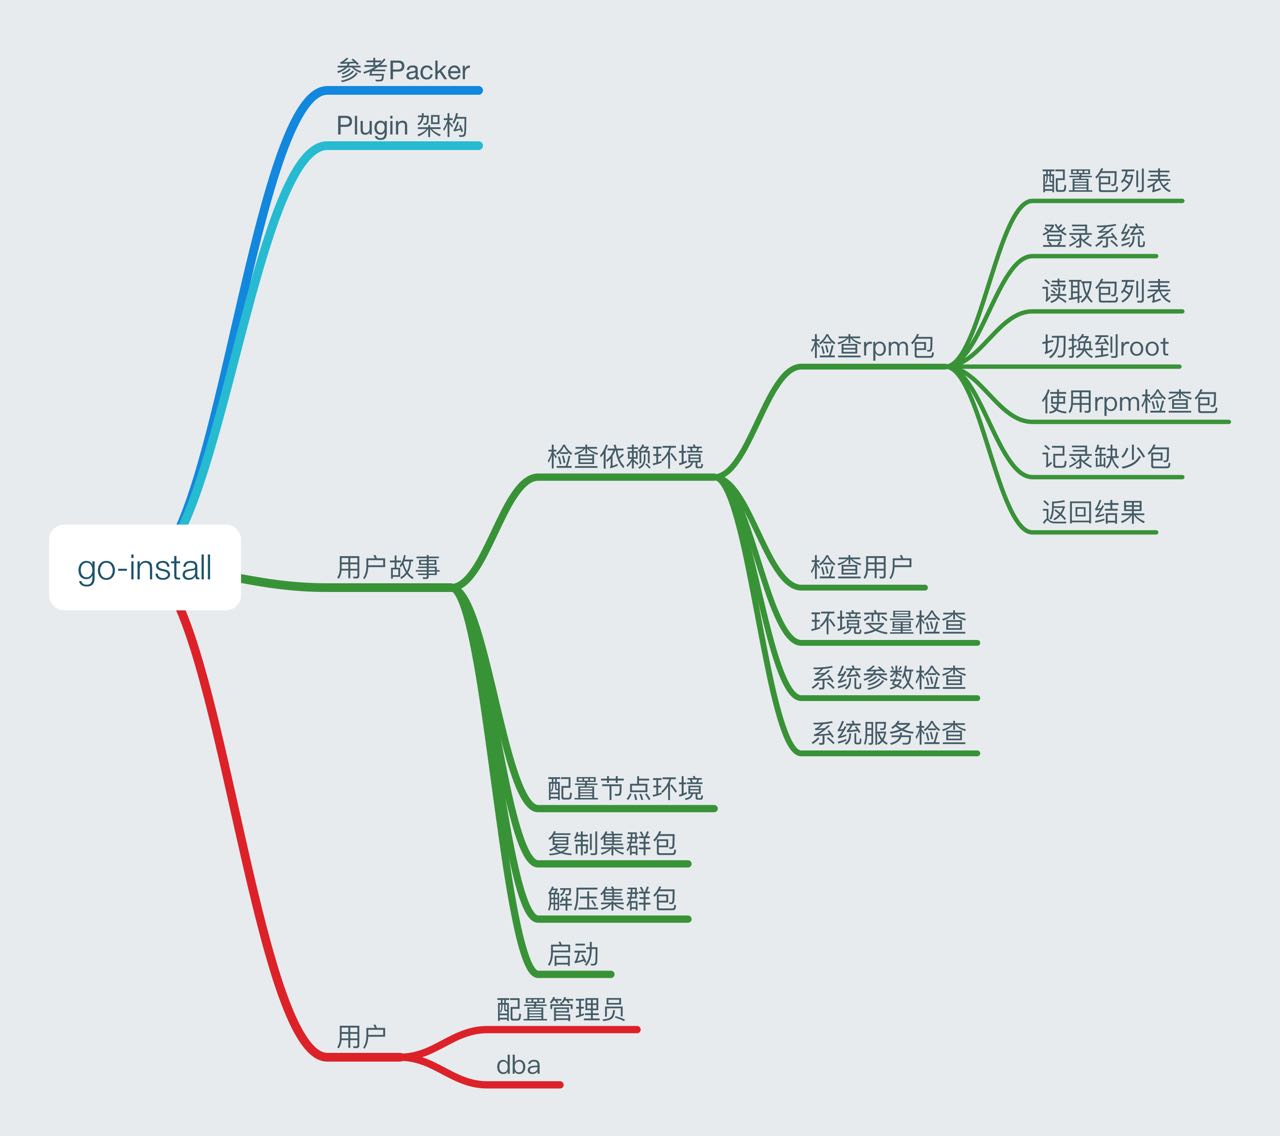 参考Packer
Plugin 架构
配置包列表
登录系统
读取包列表
检查rpm包
切换到root
使用rpm检查包
检查依赖环境
记录缺少包
返回结果
go-install
用户故事
检查用户
环境变量检查
系统参数检查
系统服务检查
配置节点环境
复制集群包
解压集群包
启动
配置管理员
用户
dba